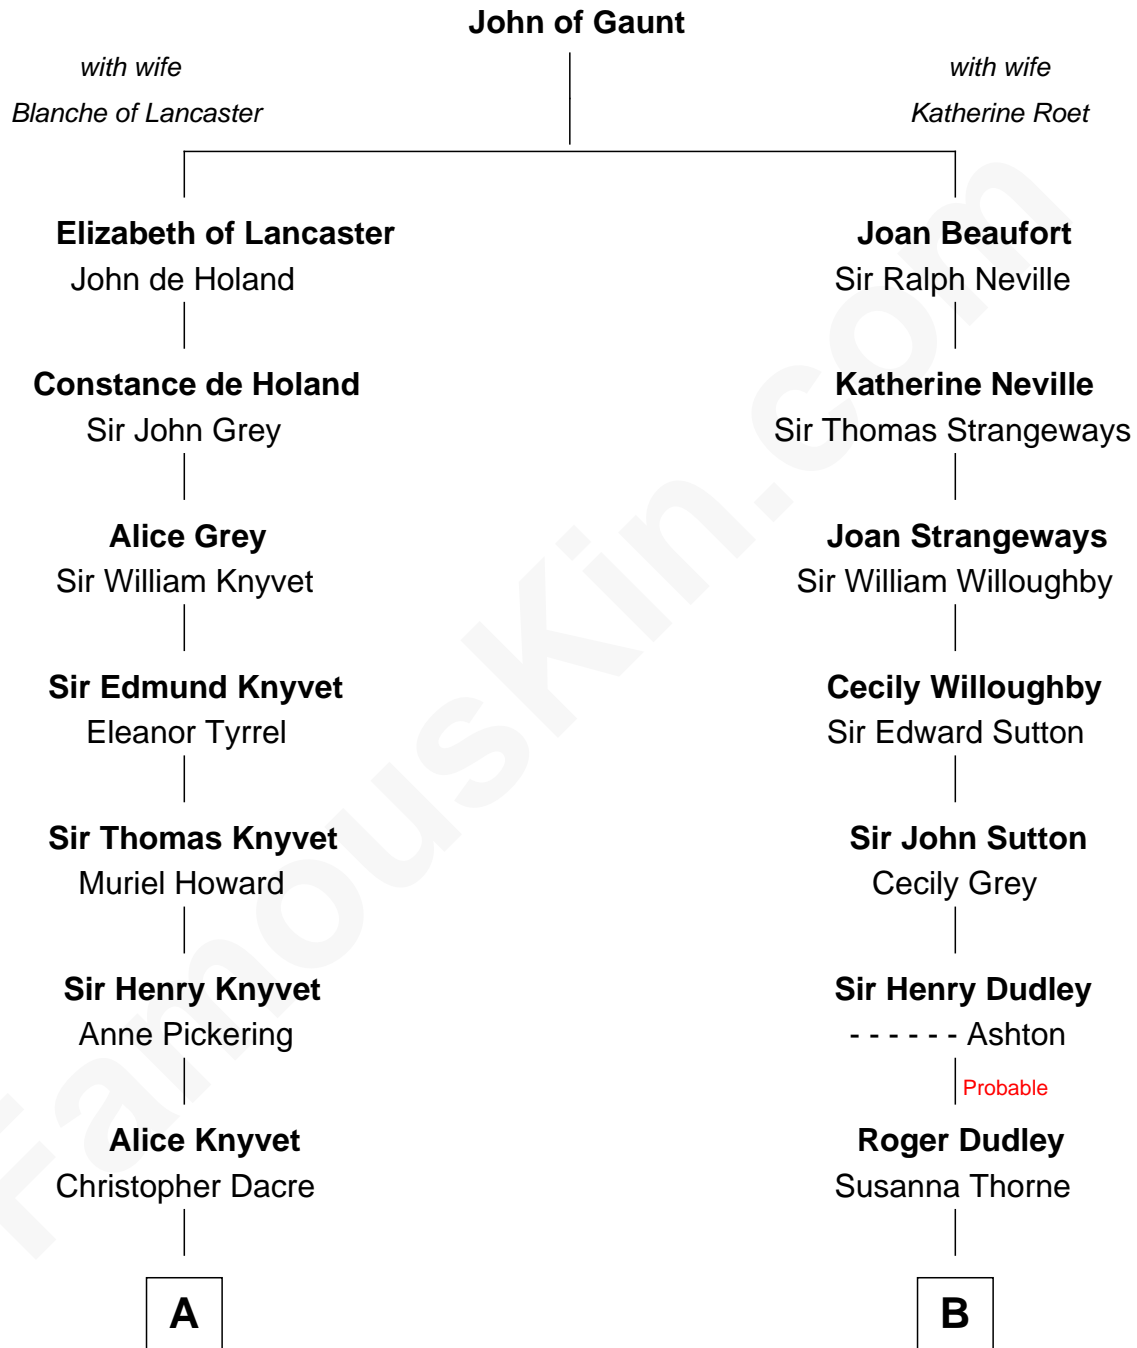 John of Gaunt
with wife
Blanche of Lancaster
with wife
Katherine Roet
Elizabeth of Lancaster
John de Holand
Joan Beaufort
Sir Ralph Neville
Constance de Holand
Sir John Grey
Katherine Neville
Sir Thomas Strangeways
Alice Grey
Sir William Knyvet
Joan Strangeways
Sir William Willoughby
Sir Edmund Knyvet
Eleanor Tyrrel
Cecily Willoughby
Sir Edward Sutton
Sir Thomas Knyvet
Muriel Howard
Sir John Sutton
Cecily Grey
Sir Henry Knyvet
Anne Pickering
Sir Henry Dudley
- - - - - - Ashton
Probable
Alice Knyvet
Christopher Dacre
Roger Dudley
Susanna Thorne
A
B
FamousKin.com